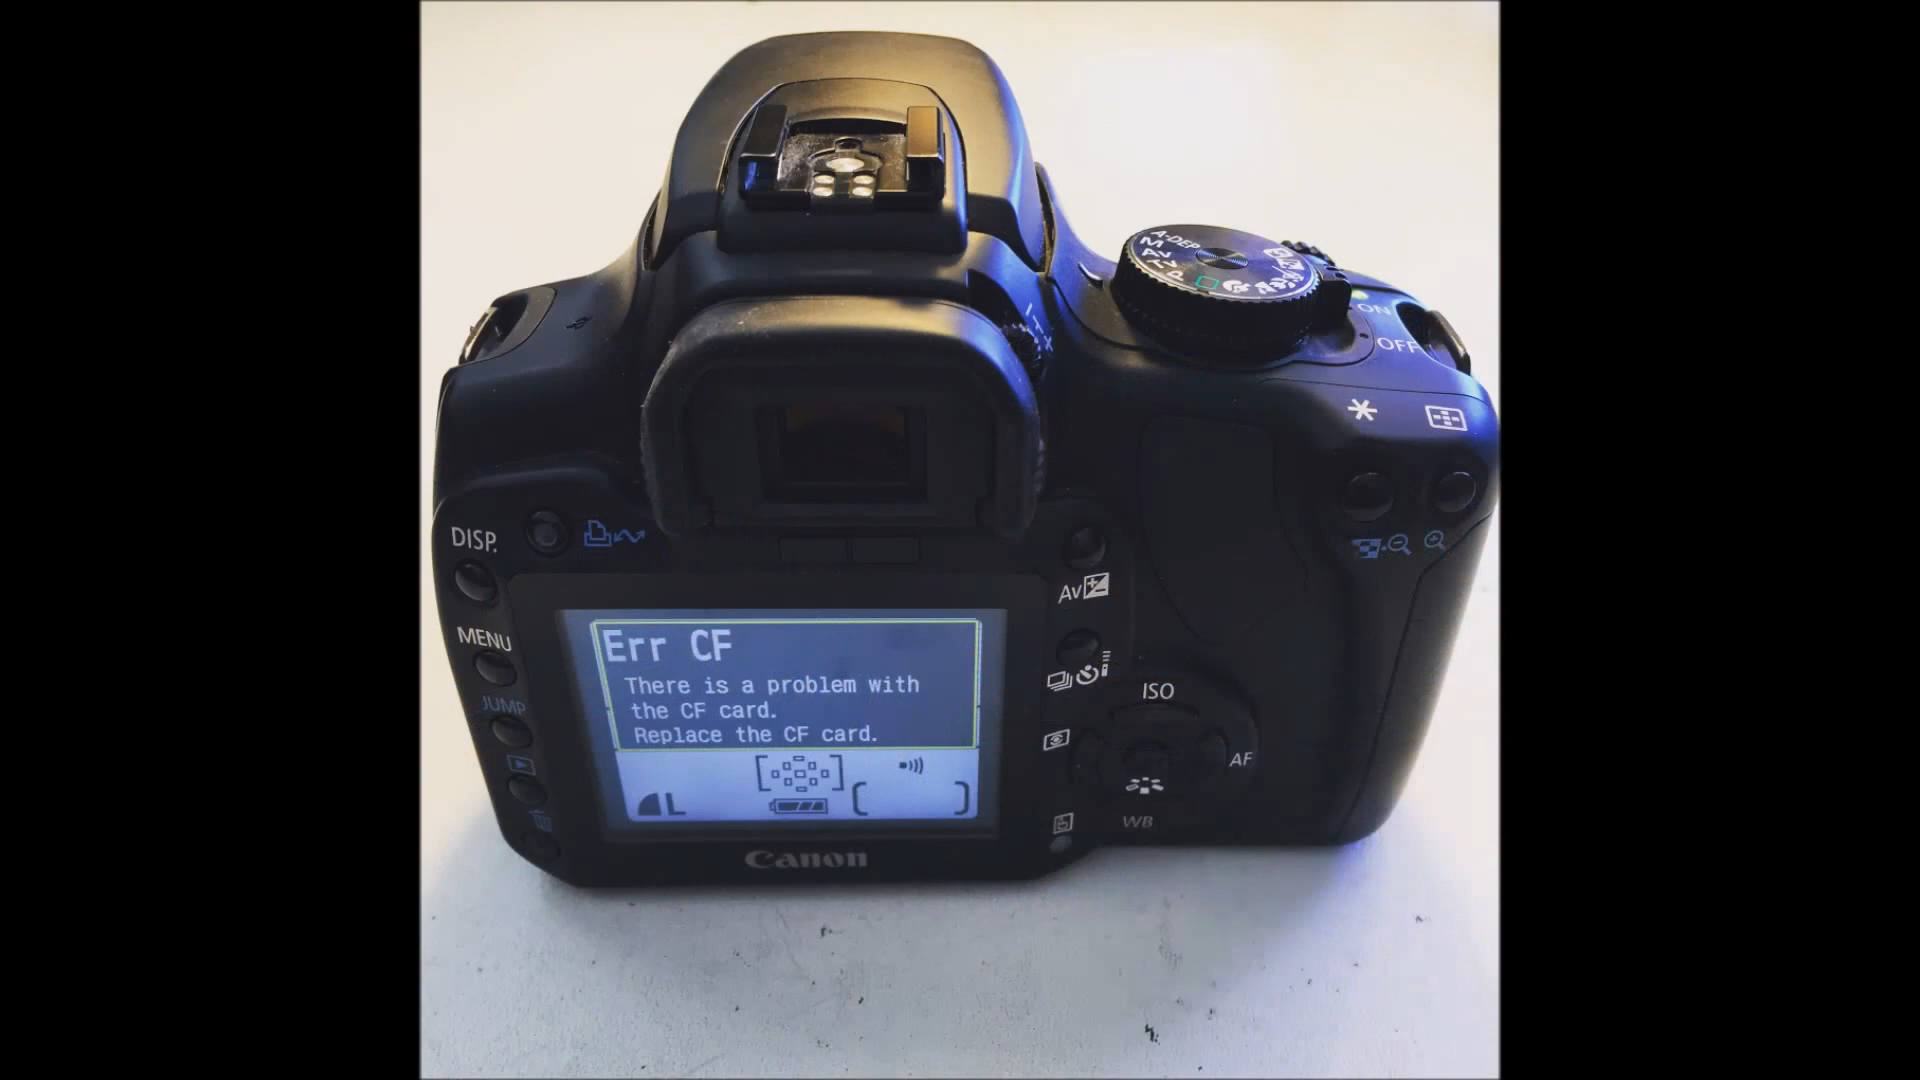 A-DEP
M
Av
Tv
P
ON
OFF
DISP.
MENU
JUMP
Av
ISO
AF
WB
Err CF
There is a problem with
the CF card.
Replace the CF card.
L
Canon